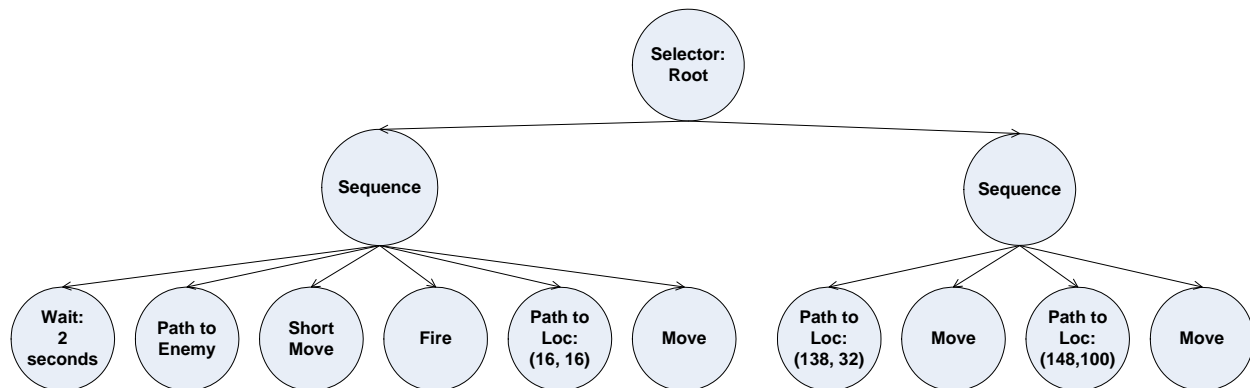 Selector:
Root
Sequence
Sequence
Wait:
2
seconds
Path to
Enemy
Short
Move
Fire
Path to
Loc:
(16, 16)
Move
Path to
Loc:
(138, 32)
Move
Path to
Loc:
(148,100)
Move